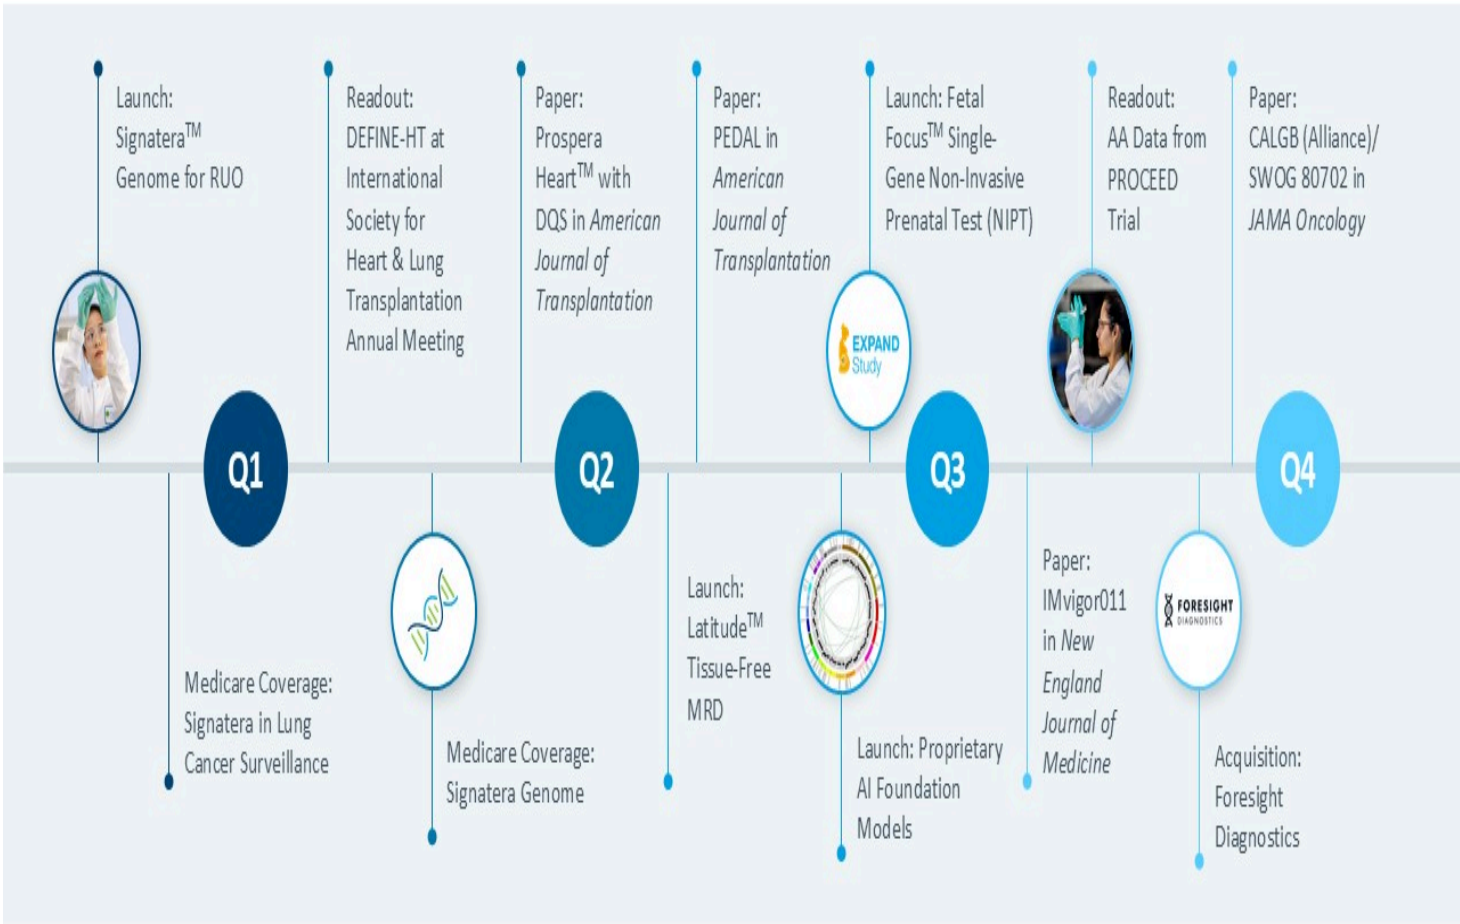 Launch:
Signatera™
Genome for RUO
Readout:
DEFINE-HT at
International
Society for
Heart & Lung
Transplantation
Annual Meeting
Paper:
Prospera
Heart™ with
DQS in American
Journal of
Transplantation
Paper:
PEDAL in
American
Journal of
Transplantation
Launch: Fetal
Focus™ Single-
Gene Non-Invasive
Prenatal Test (NIPT)
Readout:
AA Data from
PROCEED
Trial
Paper:
CALGB (Alliance)/
SWOG 80702 in
JAMA Oncology
EXPAND
Study
Q1
Q2
Q3
Q4
Medicare Coverage:
Signatera in Lung
Cancer Surveillance
Medicare Coverage:
Signatera Genome
Launch:
Latitude™
Tissue-Free
MRD
Launch: Proprietary
AI Foundation
Models
Paper:
IMvigor011
in New
England
Journal of
Medicine
FORESIGHT
DIAGNOSTICS
Acquisition:
Foresight
Diagnostics